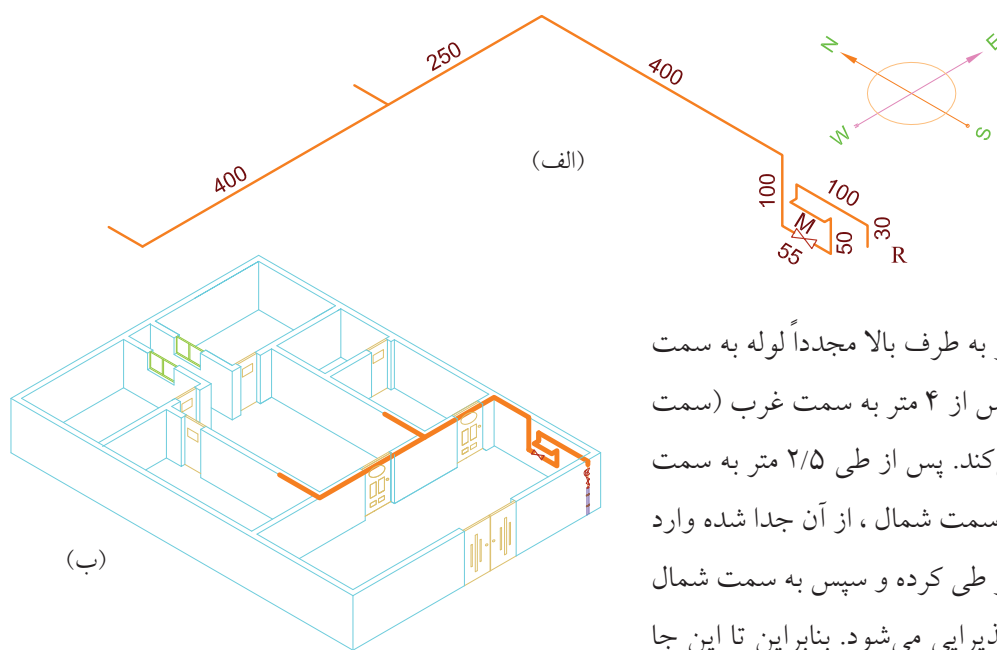 250
400
N
E
W
S
(الف)
400
100
100
M
30
50
55
R
ر به طرف بالا مجدداً لوله به سمت
س از ۴ متر به سمت غرب (سمت
کند. پس از طی ۲/۵ متر به سمت
سمت شمال ، از آن جدا شده وارد
ر طی کرده و سپس به سمت شمال
ذیرایی می‌شود. بنابراین تا این جا
(ب)